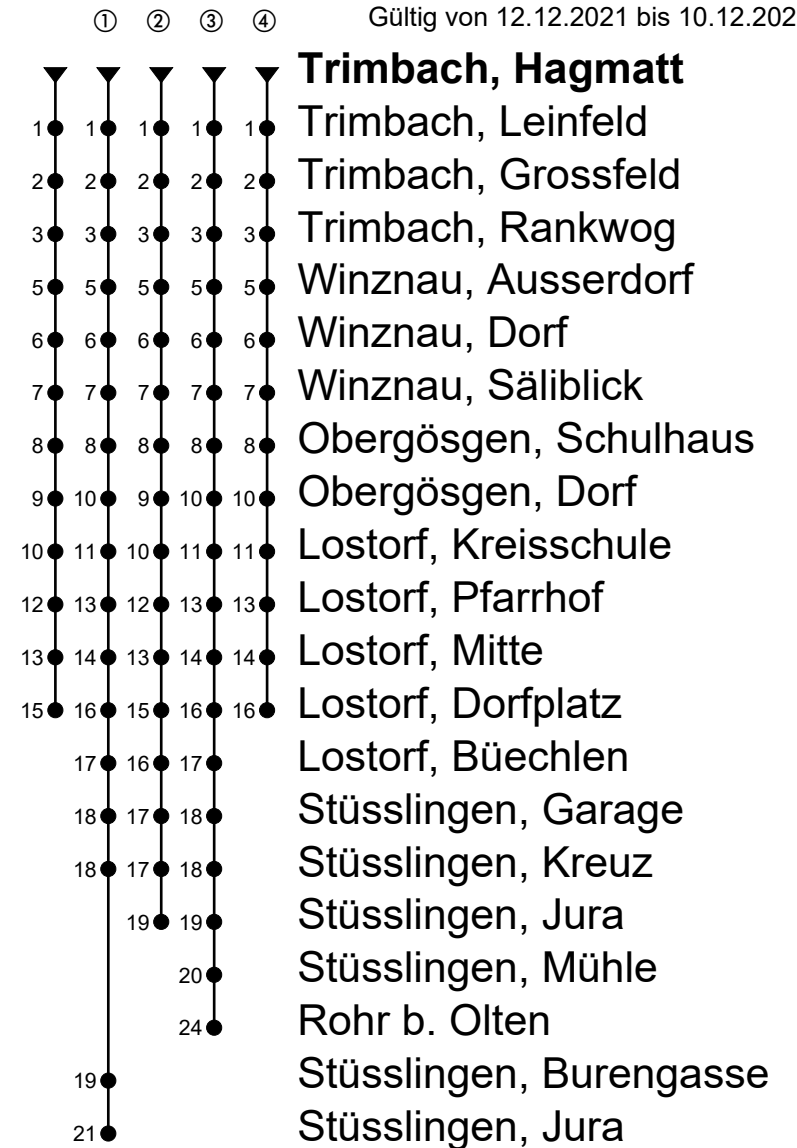 ① ② ③ ④ Gültig von 12.12.2021 bis 10.12.202
Trimbach, Hagmatt
1 1 1 1 1 Trimbach, Leinfeld
2 2 2 2 2 Trimbach, Grossfeld
3 3 3 3 3 Trimbach, Rankwog
5 5 5 5 5 Winznau, Ausserdorf
6 6 6 6 6 Winznau, Dorf
7 7 7 7 7 Winznau, Säliblick
8 8 8 8 8 Obergösgen, Schulhaus
9 10 9 10 10 Obergösgen, Dorf
10 11 10 11 11 Lostorf, Kreisschule
12 13 12 13 13 Lostorf, Pfarrhof
13 14 13 14 14 Lostorf, Mitte
15 16 15 16 16 Lostorf, Dorfplatz
17 16 17 Lostorf, Büechlen
18 17 18 Stüsslingen, Garage
18 17 18 Stüsslingen, Kreuz
19 19 Stüsslingen, Jura
20 Stüsslingen, Mühle
24 Rohr b. Olten
19 Stüsslingen, Burengasse
21 Stüsslingen, Jura